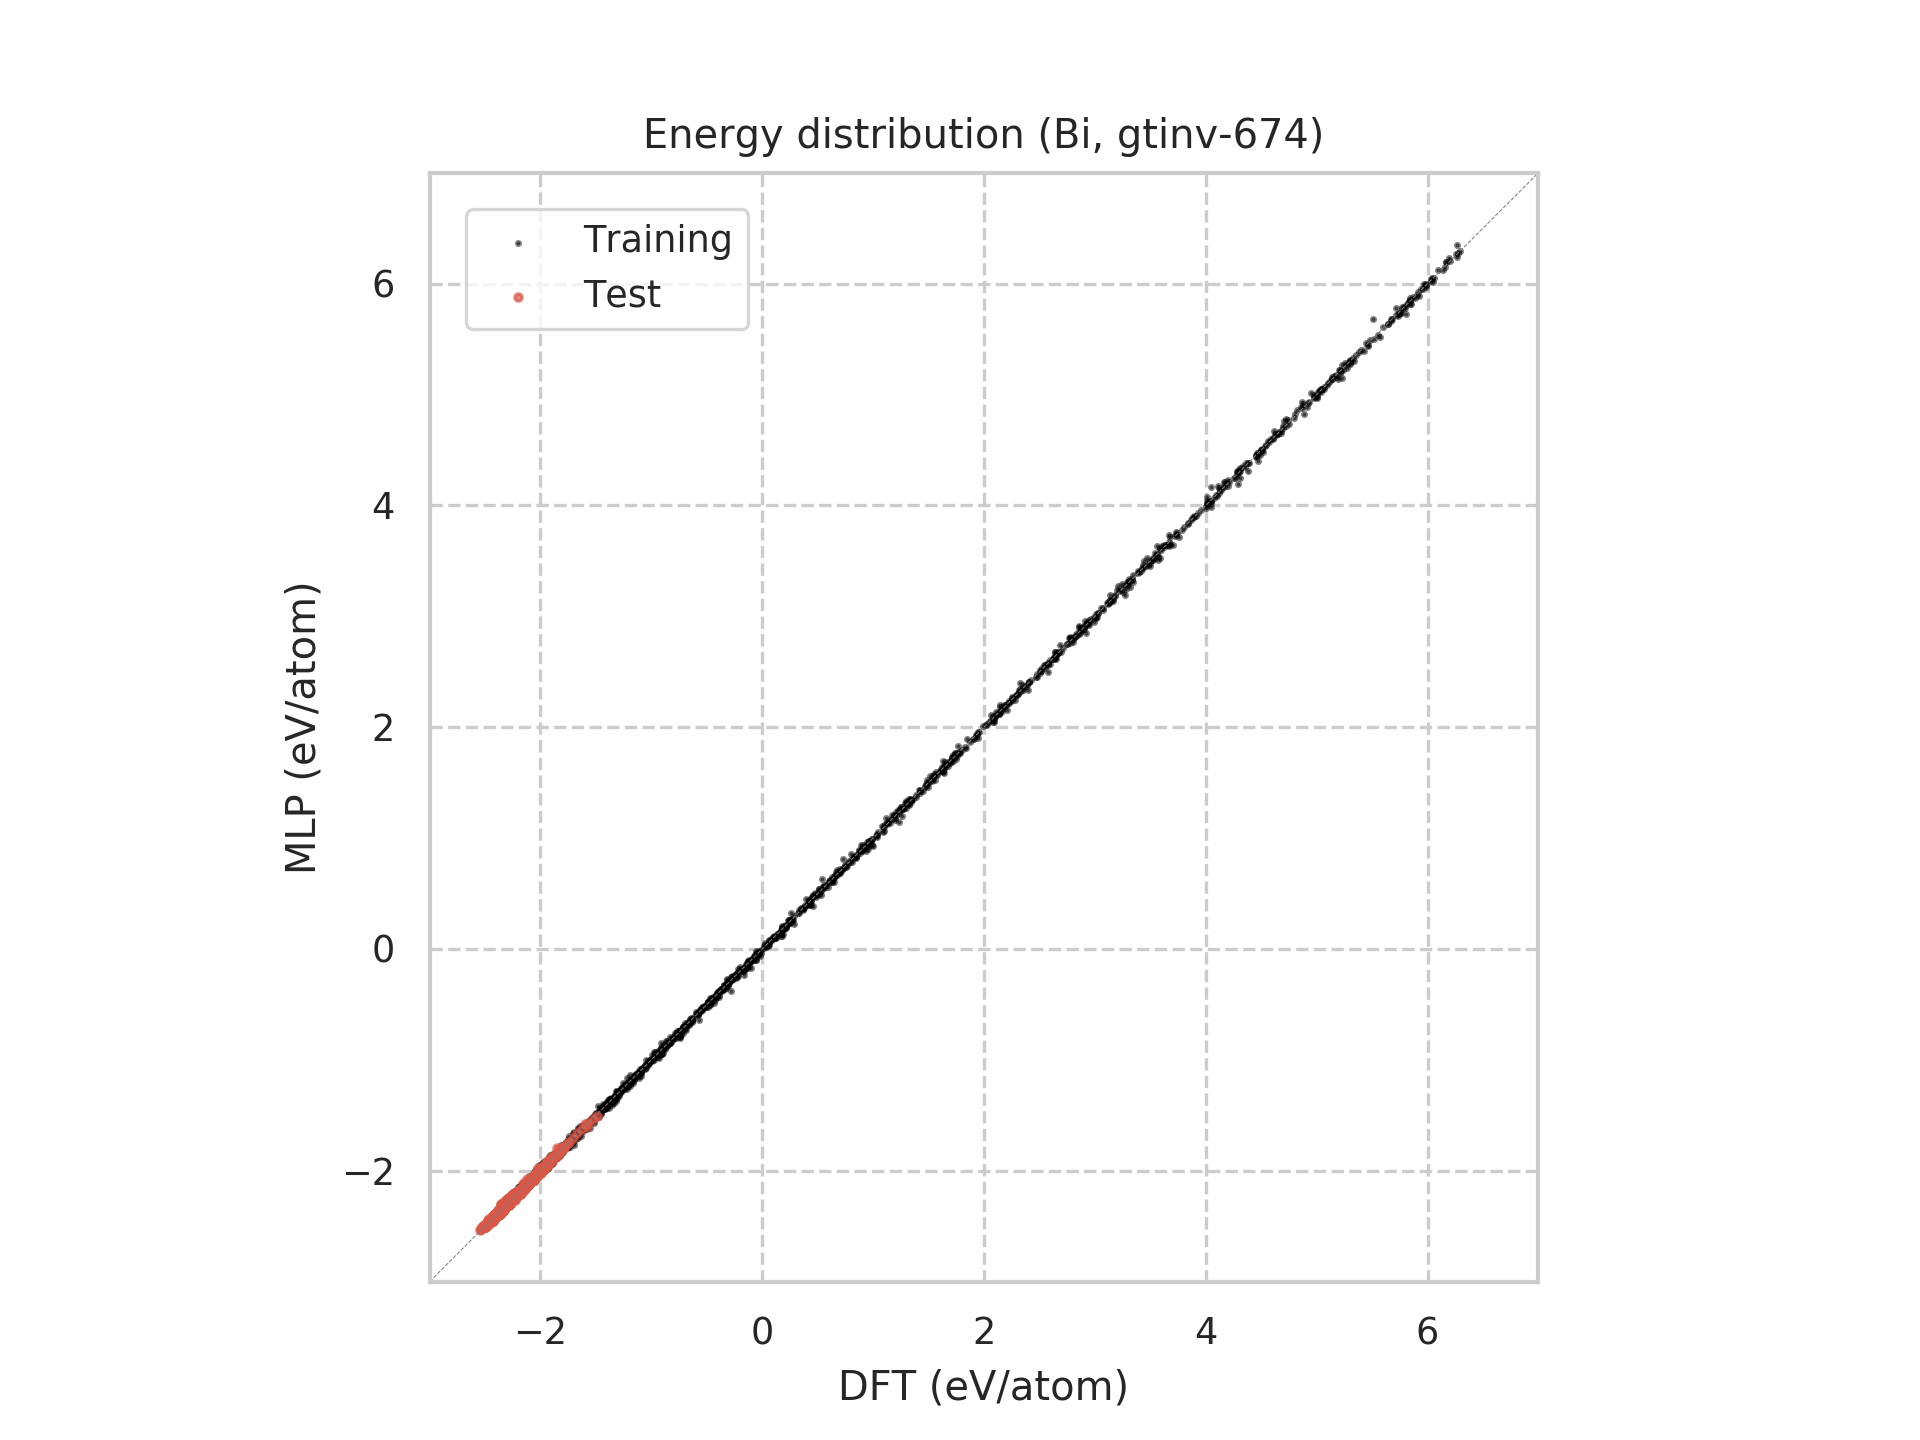 Energy distribution (Bi, gtinv-674)
Training
Test
MLP (eV/atom)
6
4
2
0
−2
−2 0 2 4 6
DFT (eV/atom)